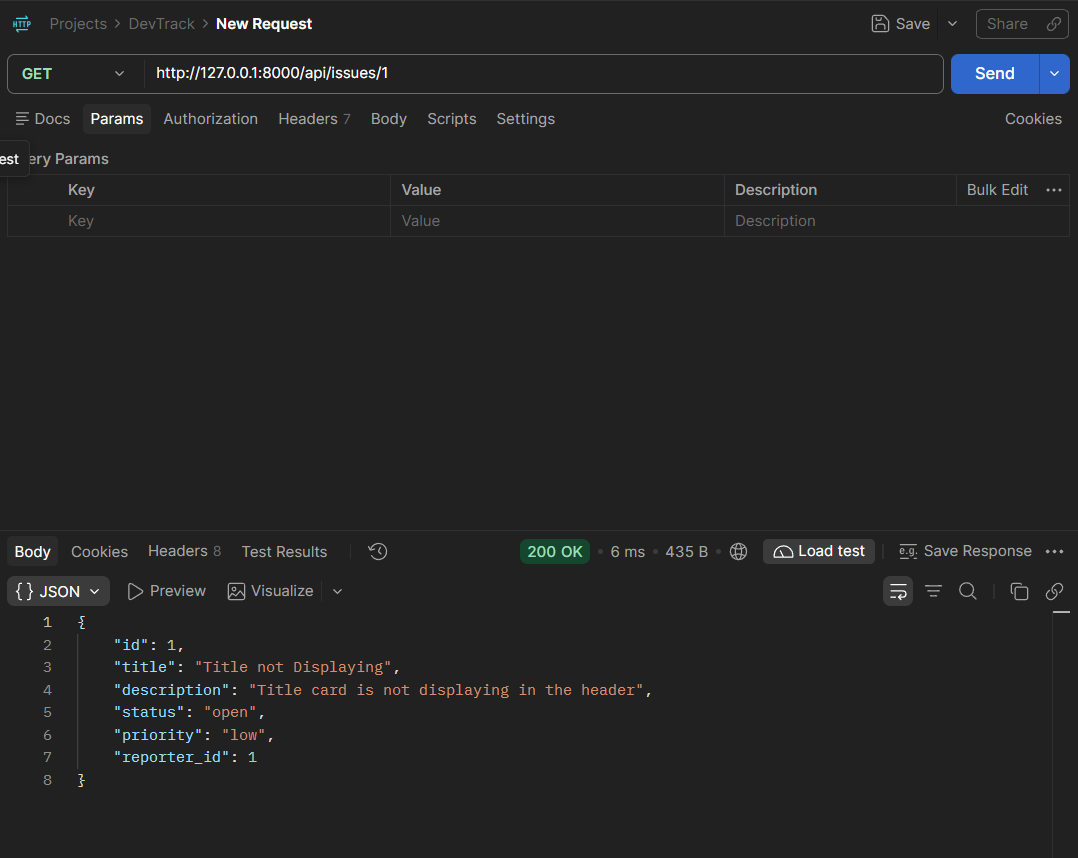 HTTP Projects > DevTrack > New Request Save Share
GET http://127.0.0.1:8000/api/issues/1 Send
Docs Params Authorization Headers 7 Body Scripts Settings Cookies
est ery Params
Key Value Description Bulk Edit ...
Key Value Description
Body Cookies Headers 8 Test Results 200 OK • 6 ms • 435 B • Load test e.g. Save Response ...
{} JSON Preview Visualize
1 {
2 "id": 1,
3 "title": "Title not Displaying",
4 "description": "Title card is not displaying in the header",
5 "status": "open",
6 "priority": "low",
7 "reporter_id": 1
8 }